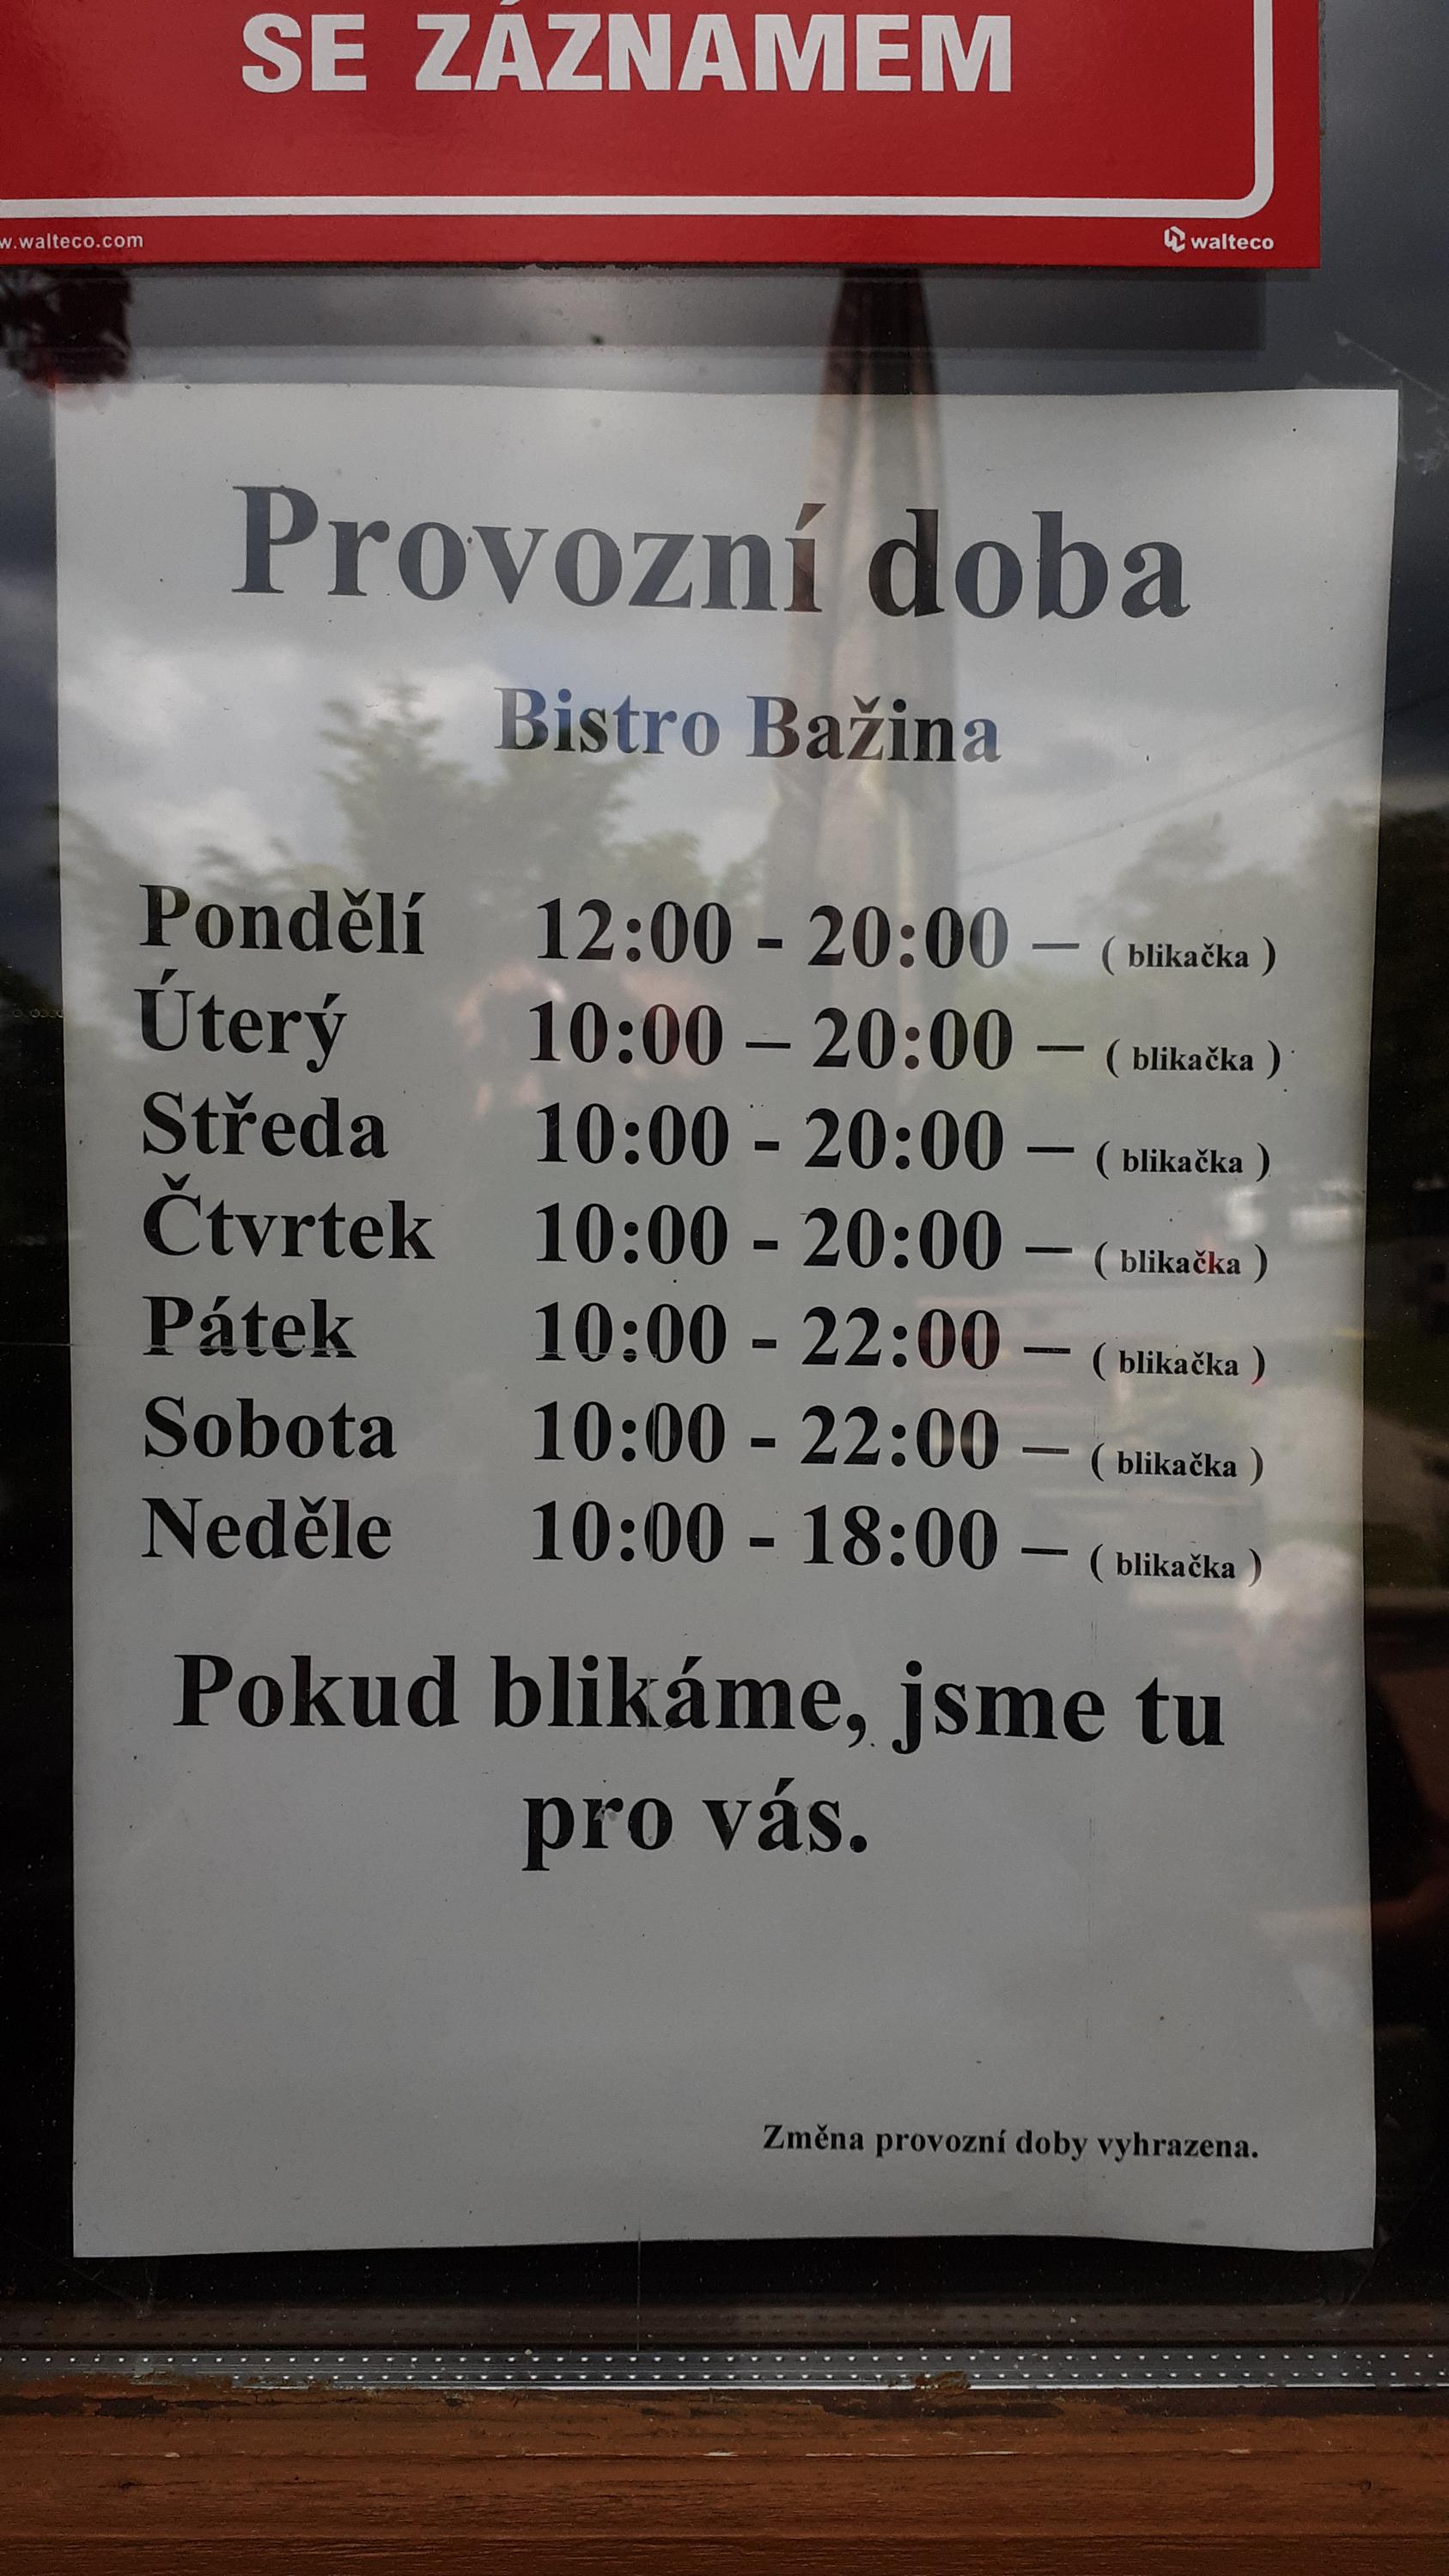 SE ZÁZNAMEM
w.walteco.com
walteco
Provozní doba
Bistro Bažina
Pondělí 12:00 - 20:00 – ( blikačka )
Úterý 10:00 – 20:00 – ( blikačka )
Středa 10:00 - 20:00 – ( blikačka )
Čtvrtek 10:00 - 20:00 – ( blikačka )
Pátek 10:00 - 22:00 – ( blikačka )
Sobota 10:00 - 22:00 – ( blikačka )
Neděle 10:00 - 18:00 – ( blikačka )
Pokud blikáme, jsme tu
pro vás.
Změna provozní doby vyhrazena.